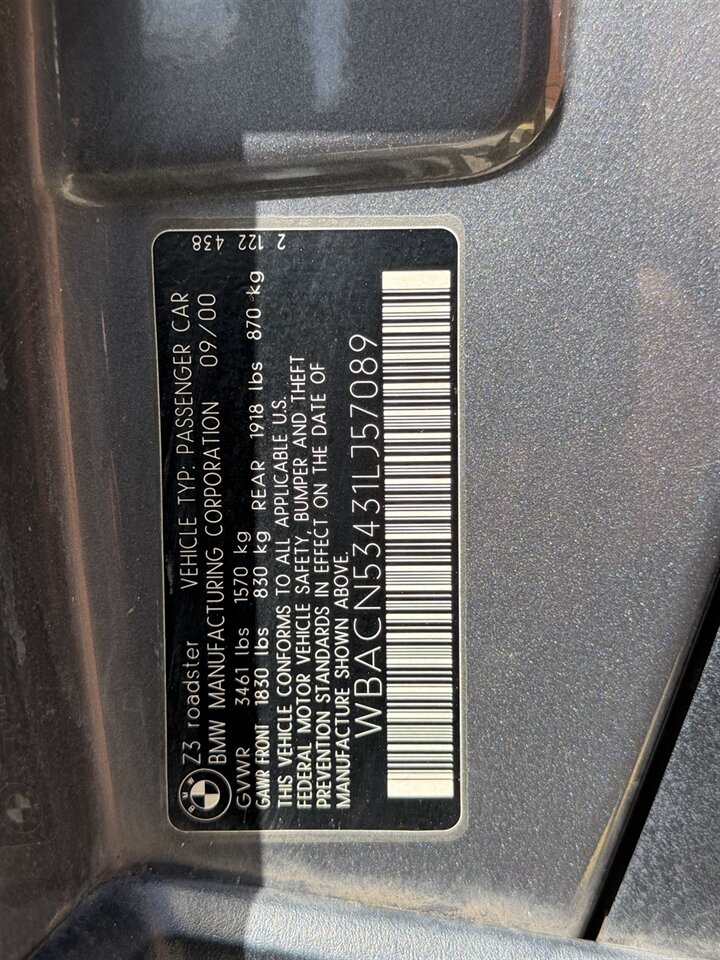 BMW
Z3 roadster VEHICLE TYP: PASSENGER CAR
BMW MANUFACTURING CORPORATION 09/00
2 122 438
GVWR 3461 lbs 1570 kg
GAWR FRONT 1830 lbs 830 kg REAR 1918 lbs 870 kg
THIS VEHICLE CONFORMS TO ALL APPLICABLE U.S.
FEDERAL MOTOR VEHICLE SAFETY, BUMPER AND THEFT
PREVENTION STANDARDS IN EFFECT ON THE DATE OF
MANUFACTURE SHOWN ABOVE.
WBACN53431LJ57089